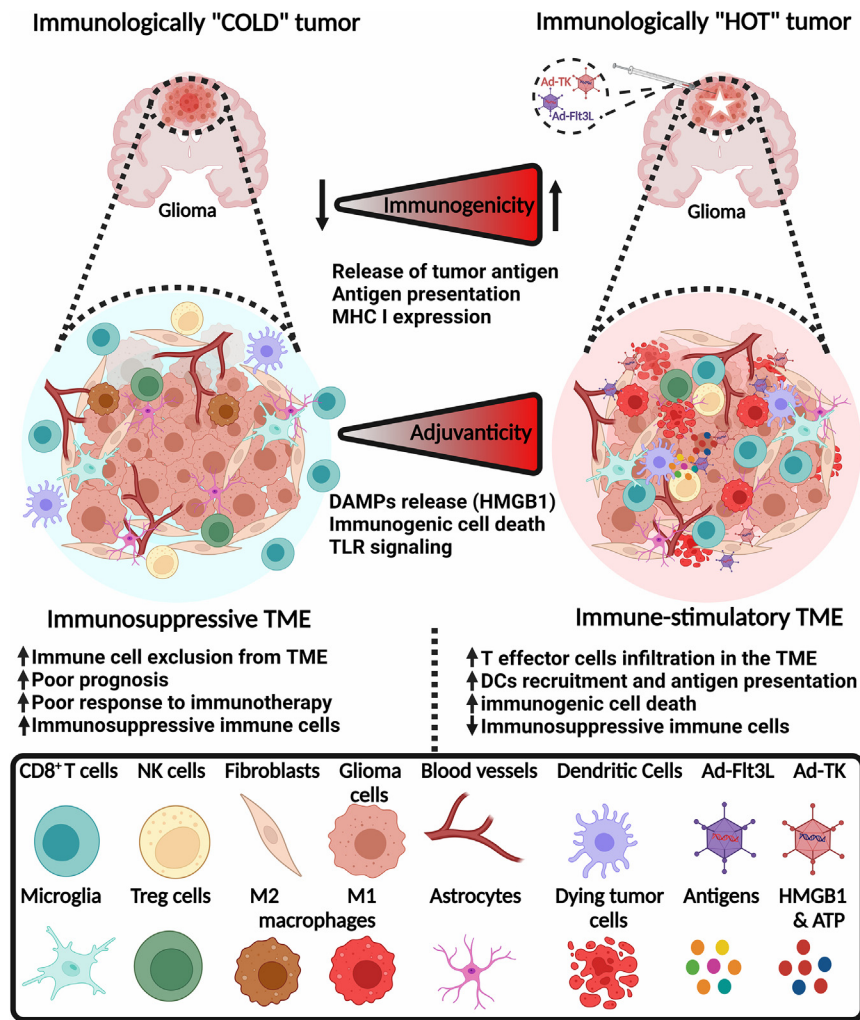 Immunologically "COLD" tumor
Immunologically "HOT" tumor
Ad-TK
Ad-Flt3L
Glioma
Glioma
Immunogenicity
Release of tumor antigen
Antigen presentation
MHC I expression
Adjuvanticity
DAMPs release (HMGB1)
Immunogenic cell death
TLR signaling
Immunosuppressive TME
Immune cell exclusion from TME
Poor prognosis
Poor response to immunotherapy
Immunosuppressive immune cells
Immune-stimulatory TME
T effector cells infiltration in the TME
DCs recruitment and antigen presentation
immunogenic cell death
Immunosuppressive immune cells
CD8⁺ T cells
NK cells
Fibroblasts
Glioma
cells
Blood vessels
Dendritic Cells
Ad-Flt3L
Ad-TK
Microglia
Treg cells
M2
M1
macrophages
Astrocytes
Dying tumor
cells
Antigens
HMGB1
& ATP